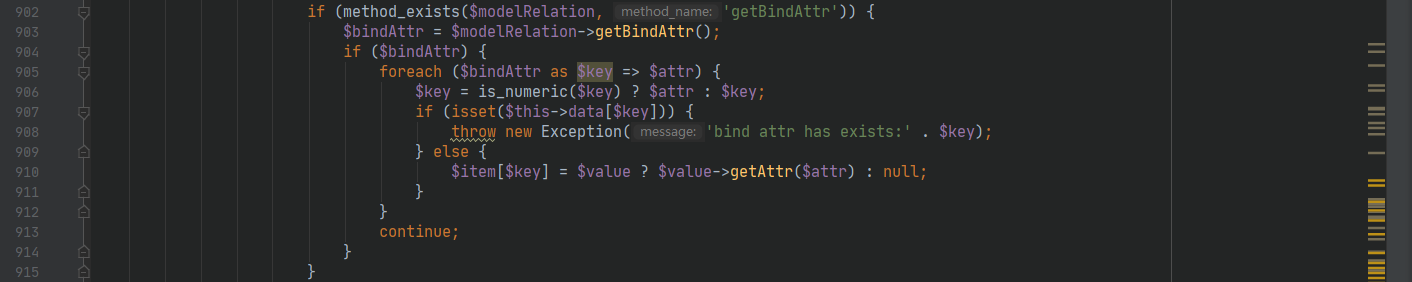 902 if (method_exists($modelRelation, method_name: 'getBindAttr')) {
903 $bindAttr = $modelRelation->getBindAttr();
904 if ($bindAttr) {
905 foreach ($bindAttr as $key => $attr) {
906 $key = is_numeric($key) ? $attr : $key;
907 if (isset($this->data[$key])) {
908 throw new Exception( message: 'bind attr has exists:' . $key);
909 } else {
910 $item[$key] = $value ? $value->getAttr($attr) : null;
911 }
912 }
913 continue;
914 }
915 }